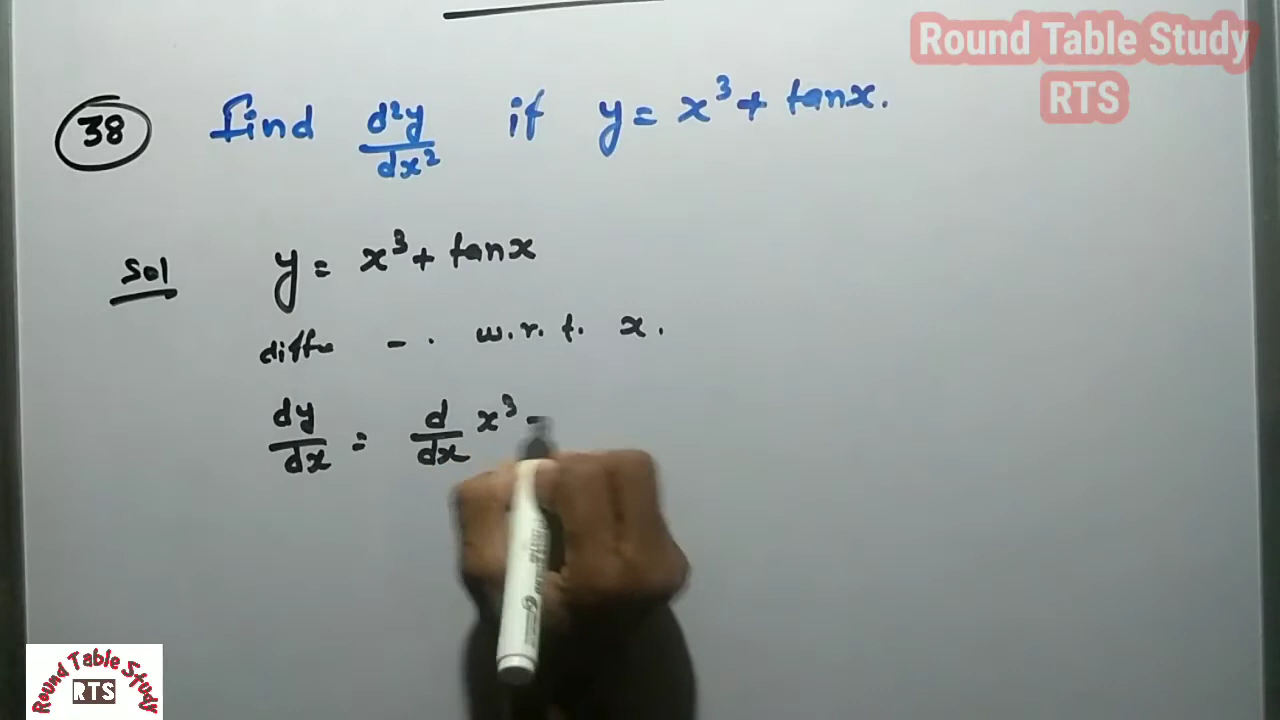 Round Table Study
RTS
38 find d²y/dx² if y = x³ + tanx.
Sol y = x³ + tanx
diffe - . w.r.t. x.
dy/dx = d/dx x³ -
Round Table Study
RTS